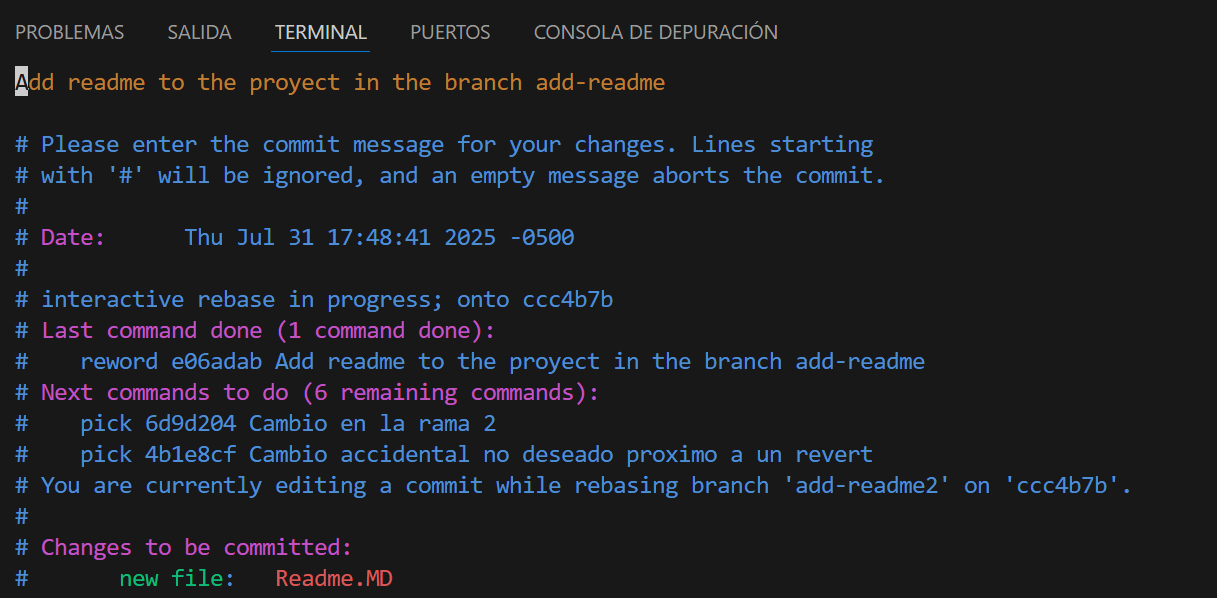 PROBLEMAS SALIDA TERMINAL PUERTOS CONSOLA DE DEPURACIÓN
Add readme to the proyect in the branch add-readme
# Please enter the commit message for your changes. Lines starting
# with '#' will be ignored, and an empty message aborts the commit.
#
# Date:      Thu Jul 31 17:48:41 2025 -0500
#
# interactive rebase in progress; onto ccc4b7b
# Last command done (1 command done):
#    reword e06adab Add readme to the proyect in the branch add-readme
# Next commands to do (6 remaining commands):
#    pick 6d9d204 Cambio en la rama 2
#    pick 4b1e8cf Cambio accidental no deseado proximo a un revert
# You are currently editing a commit while rebasing branch 'add-readme2' on 'ccc4b7b'.
#
# Changes to be committed:
#       new file:   Readme.MD